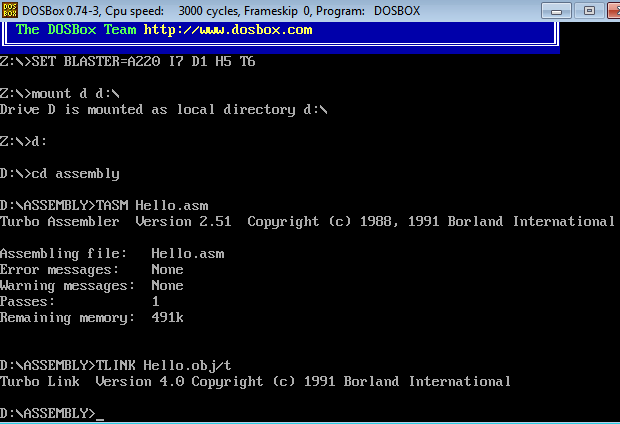 DOSBox 0.74-3, Cpu speed: 3000 cycles, Frameskip 0, Program: DOSBOX
The DOSBox Team http://www.dosbox.com
Z:\>SET BLASTER=A220 I7 D1 H5 T6
Z:\>mount d d:\
Drive D is mounted as local directory d:\
Z:\>d:
D:\>cd assembly
D:\ASSEMBLY>TASM Hello.asm
Turbo Assembler Version 2.51 Copyright (c) 1988, 1991 Borland International
Assembling file: Hello.asm
Error messages: None
Warning messages: None
Passes: 1
Remaining memory: 491k
D:\ASSEMBLY>TLINK Hello.obj/t
Turbo Link Version 4.0 Copyright (c) 1991 Borland International
D:\ASSEMBLY>_